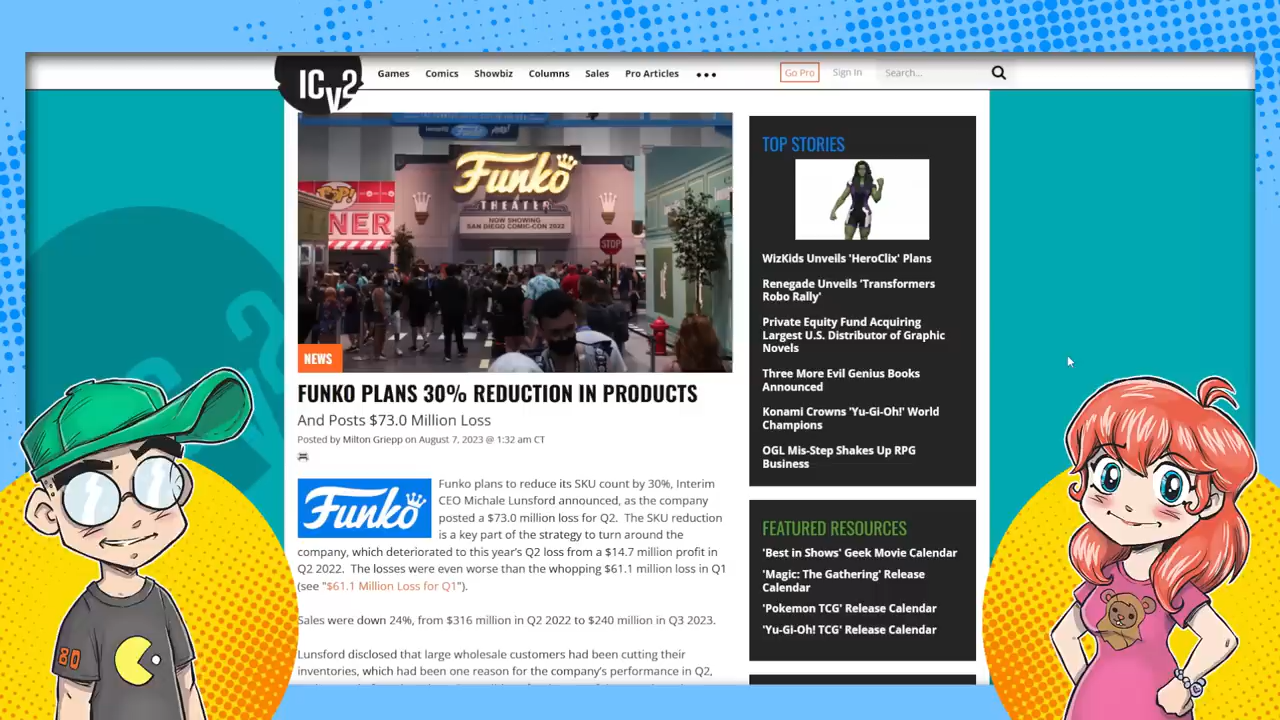 ICv2
Games Comics Showbiz Columns Sales Pro Articles
Go Pro Sign In Search...
Funko
THEATER
NOW SHOWING
SAN DIEGO COMIC-CON 2022
POP!
NER
STOP
NEWS
FUNKO PLANS 30% REDUCTION IN PRODUCTS
And Posts $73.0 Million Loss
Posted by Milton Griepp on August 7, 2023 @ 1:32 am CT
Funko
Funko plans to reduce its SKU count by 30%, Interim
CEO Michale Lunsford announced, as the company
posted a $73.0 million loss for Q2. The SKU reduction
is a key part of the strategy to turn around the
company, which deteriorated to this year's Q2 loss from a $14.7 million profit in
Q2 2022. The losses were even worse than the whopping $61.1 million loss in Q1
(see "$61.1 Million Loss for Q1").
Sales were down 24%, from $316 million in Q2 2022 to $240 million in Q3 2023.
Lunsford disclosed that large wholesale customers had been cutting their
inventories, which had been one reason for the company's performance in Q2,
TOP STORIES
WizKids Unveils 'HeroClix' Plans
Renegade Unveils 'Transformers
Robo Rally'
Private Equity Fund Acquiring
Largest U.S. Distributor of Graphic
Novels
Three More Evil Genius Books
Announced
Konami Crowns 'Yu-Gi-Oh!' World
Champions
OGL Mis-Step Shakes Up RPG
Business
FEATURED RESOURCES
'Best in Shows' Geek Movie Calendar
'Magic: The Gathering' Release
Calendar
'Pokemon TCG' Release Calendar
'Yu-Gi-Oh! TCG' Release Calendar
80